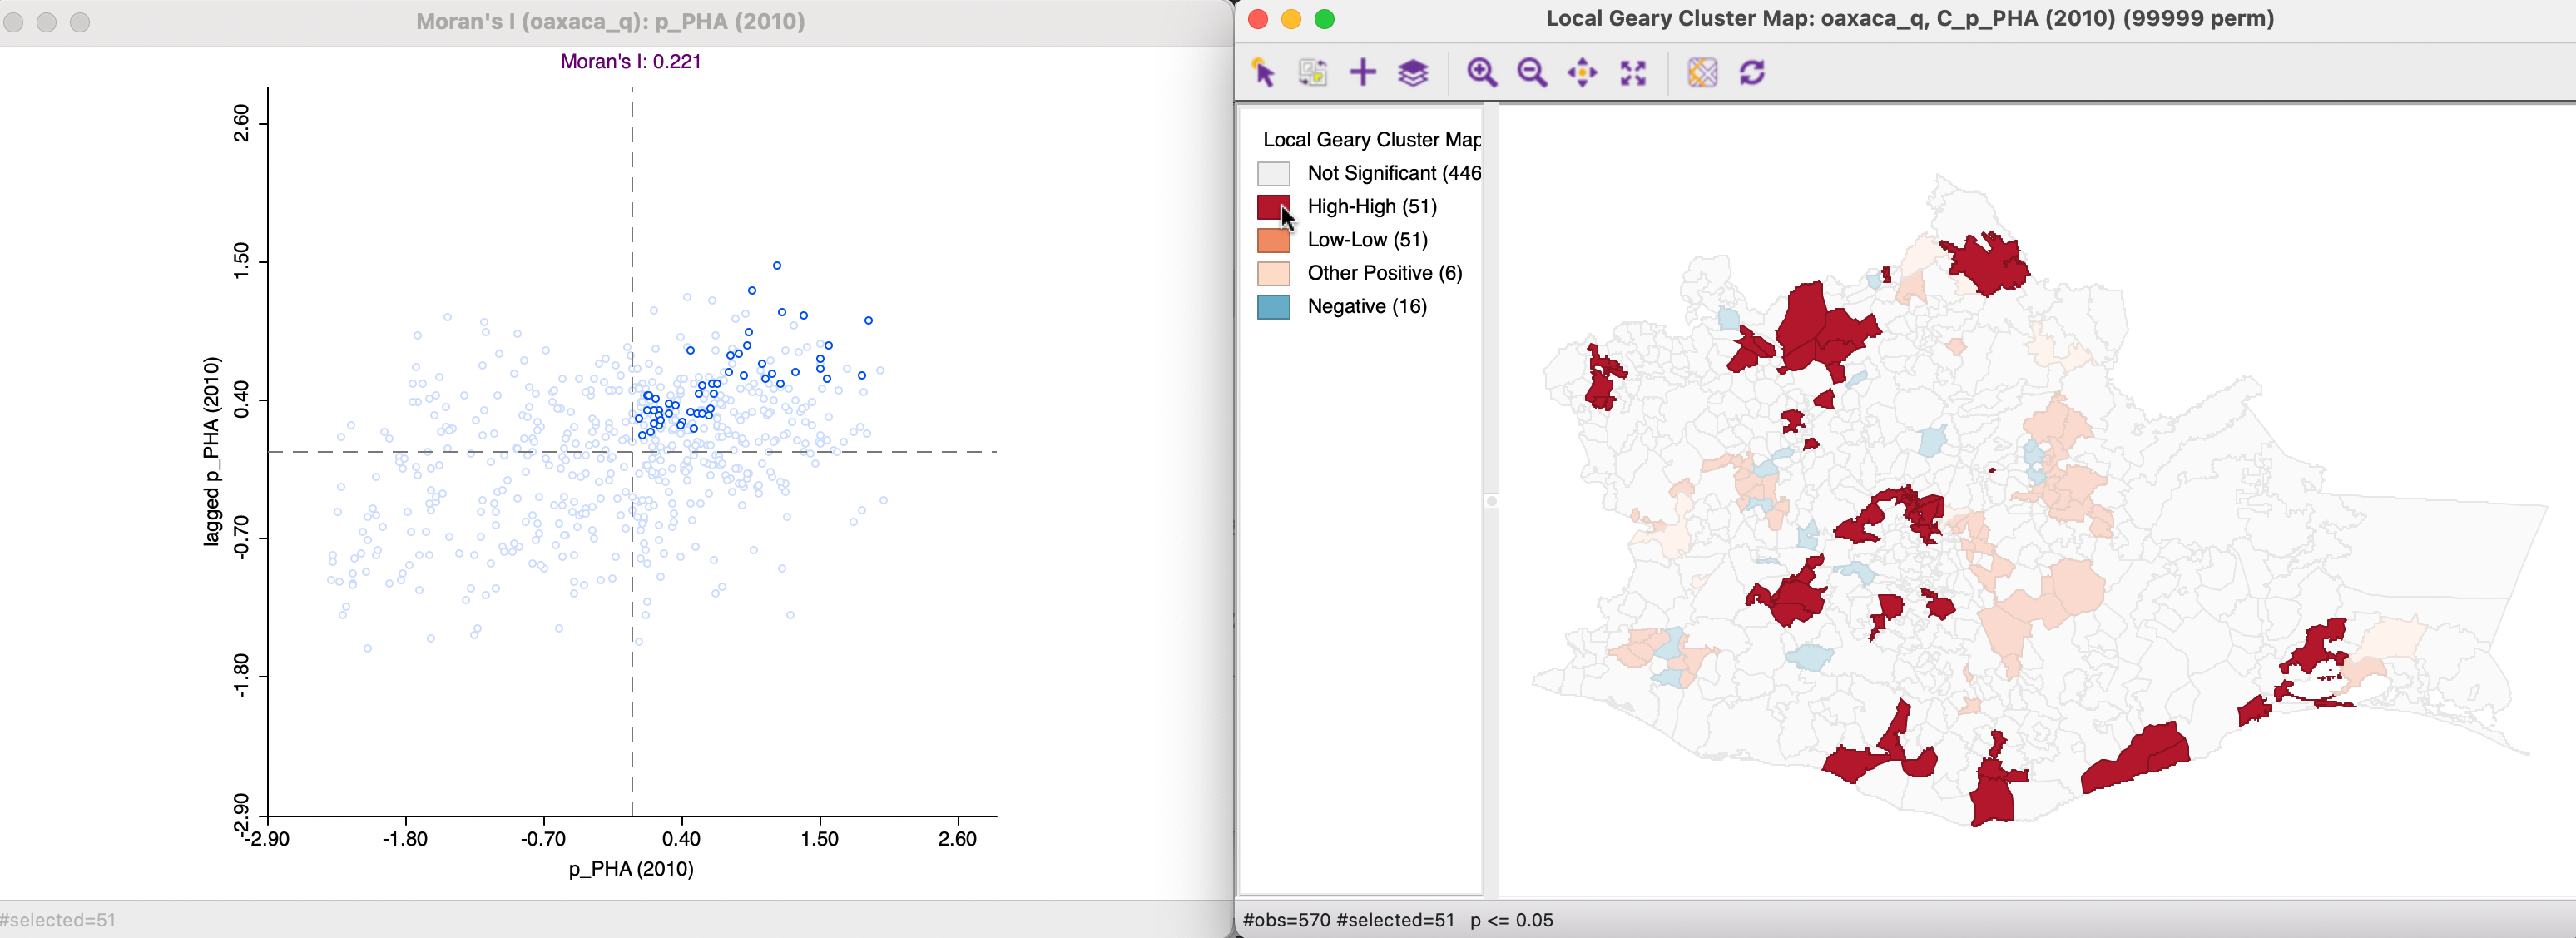 Moran's I (oaxaca_q): p_PHA (2010)
Moran's I: 0.221
lagged p_PHA (2010)
2.60
1.50
0.40
-0.70
-1.80
-2.90
-2.90 -1.80 -0.70 0.40 1.50 2.60
p_PHA (2010)
#selected=51
Local Geary Cluster Map: oaxaca_q, C_p_PHA (2010) (99999 perm)
Local Geary Cluster Map
Not Significant (446
High-High (51)
Low-Low (51)
Other Positive (6)
Negative (16)
#obs=570 #selected=51 p <= 0.05